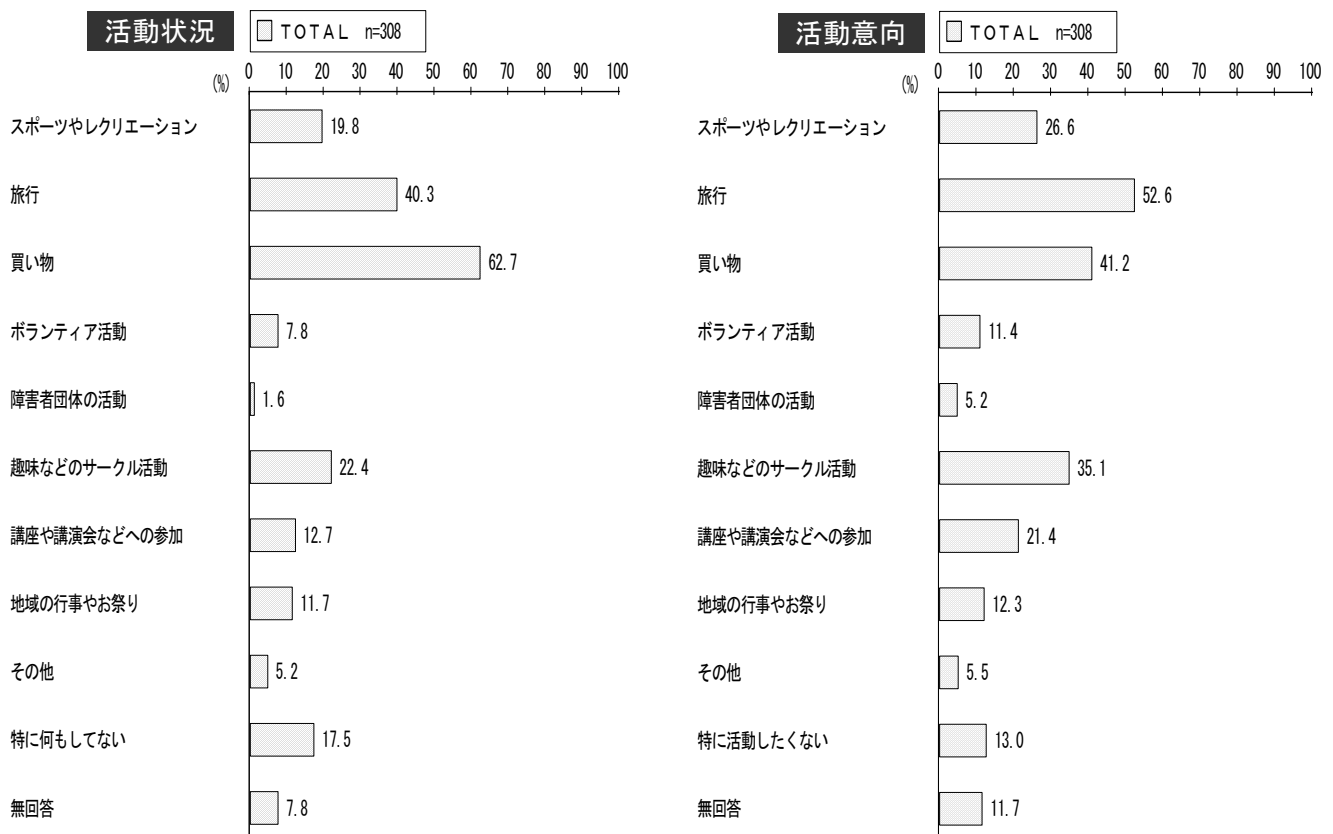 活動状況
TOTAL n=308
(%) 0 10 20 30 40 50 60 70 80 90 100
スポーツやレクリエーション 19.8
旅行 40.3
買い物 62.7
ボランティア活動 7.8
障害者団体の活動 1.6
趣味などのサークル活動 22.4
講座や講演会などへの参加 12.7
地域の行事やお祭り 11.7
その他 5.2
特に何もしてない 17.5
無回答 7.8
活動意向
TOTAL n=308
(%) 0 10 20 30 40 50 60 70 80 90 100
スポーツやレクリエーション 26.6
旅行 52.6
買い物 41.2
ボランティア活動 11.4
障害者団体の活動 5.2
趣味などのサークル活動 35.1
講座や講演会などへの参加 21.4
地域の行事やお祭り 12.3
その他 5.5
特に活動したくない 13.0
無回答 11.7